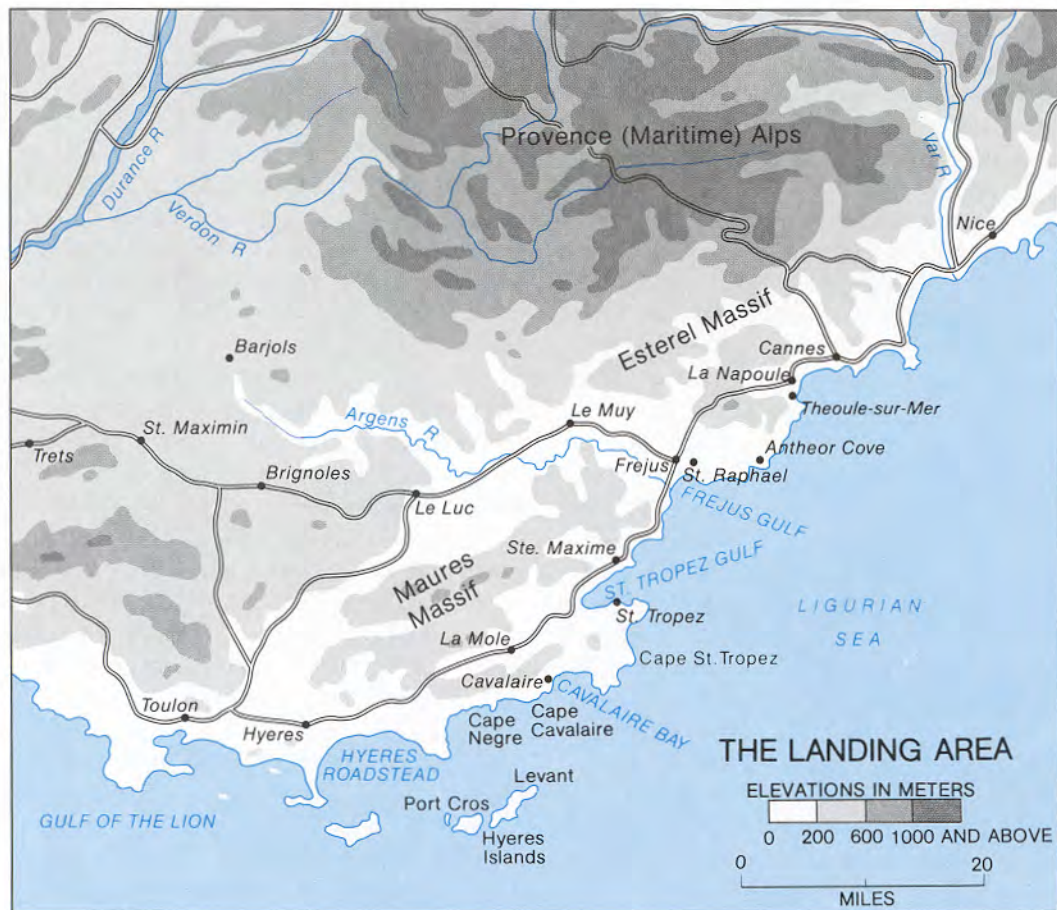 Provence (Maritime) Alps
Durance R
Verdon R
Var R
Nice
Esterel Massif
Barjols
Cannes
La Napoule
Theoule-sur-Mer
Argens R
Le Muy
St. Maximin
Trets
Brignoles
Frejus
Antheor Cove
St. Raphael
Le Luc
FREJUS GULF
Ste. Maxime
Maures
Massif
ST. TROPEZ GULF
St. Tropez
LIGURIAN
SEA
La Mole
Cape St. Tropez
Cavalaire
CAVALAIRE BAY
Toulon
Hyeres
Cape
Negre
Cape
Cavalaire
HYERES
ROADSTEAD
Levant
Port Cros
Hyeres
Islands
GULF OF THE LION
THE LANDING AREA
ELEVATIONS IN METERS
0 200 600 1000 AND ABOVE
0 20
MILES